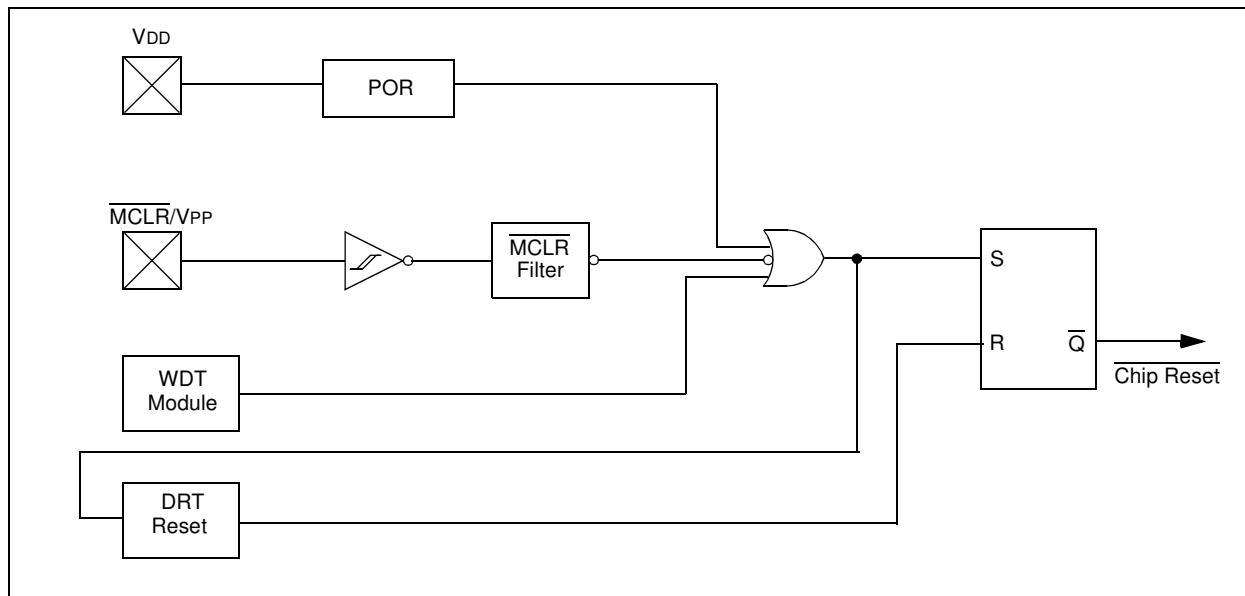 VDD
POR
MCLR/VPP
MCLR
Filter
S
R
Q
Chip Reset
WDT
Module
DRT
Reset